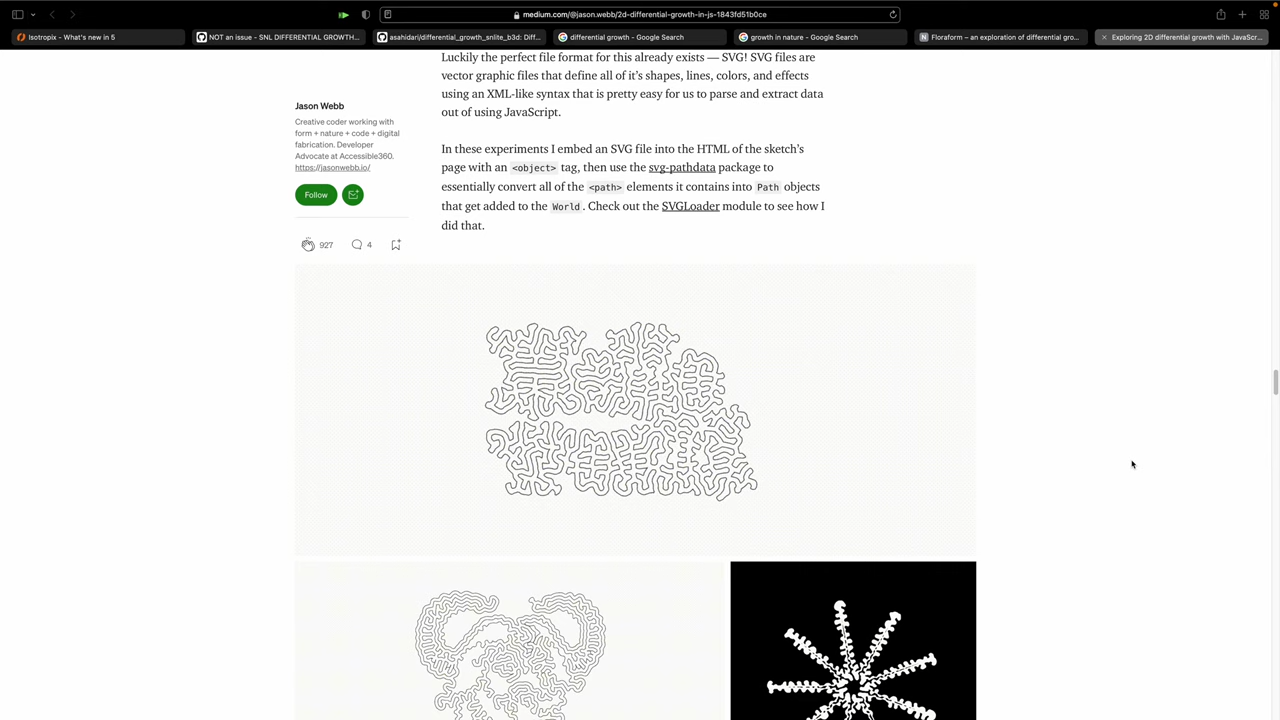 medium.com/@jason.webb/2d-differential-growth-in-js-1843fd51b0ce
Isotropix - What's new in 5
NOT an issue - SNL DIFFERENTIAL GROWTH...
asahidari/differential_growth_snlite_b3d: Diff...
differential growth - Google Search
growth in nature - Google Search
Floraform – an exploration of differential gro...
Exploring 2D differential growth with JavaScr...
Luckily the perfect file format for this already exists — SVG! SVG files are
vector graphic files that define all of it's shapes, lines, colors, and effects
using an XML-like syntax that is pretty easy for us to parse and extract data
out of using JavaScript.
Jason Webb
Creative coder working with
form + nature + code + digital
fabrication. Developer
Advocate at Accessible360.
https://jasonwebb.io/
Follow
927
4
In these experiments I embed an SVG file into the HTML of the sketch's
page with an <object> tag, then use the svg-pathdata package to
essentially convert all of the <path> elements it contains into Path objects
that get added to the World. Check out the SVGLoader module to see how I
did that.